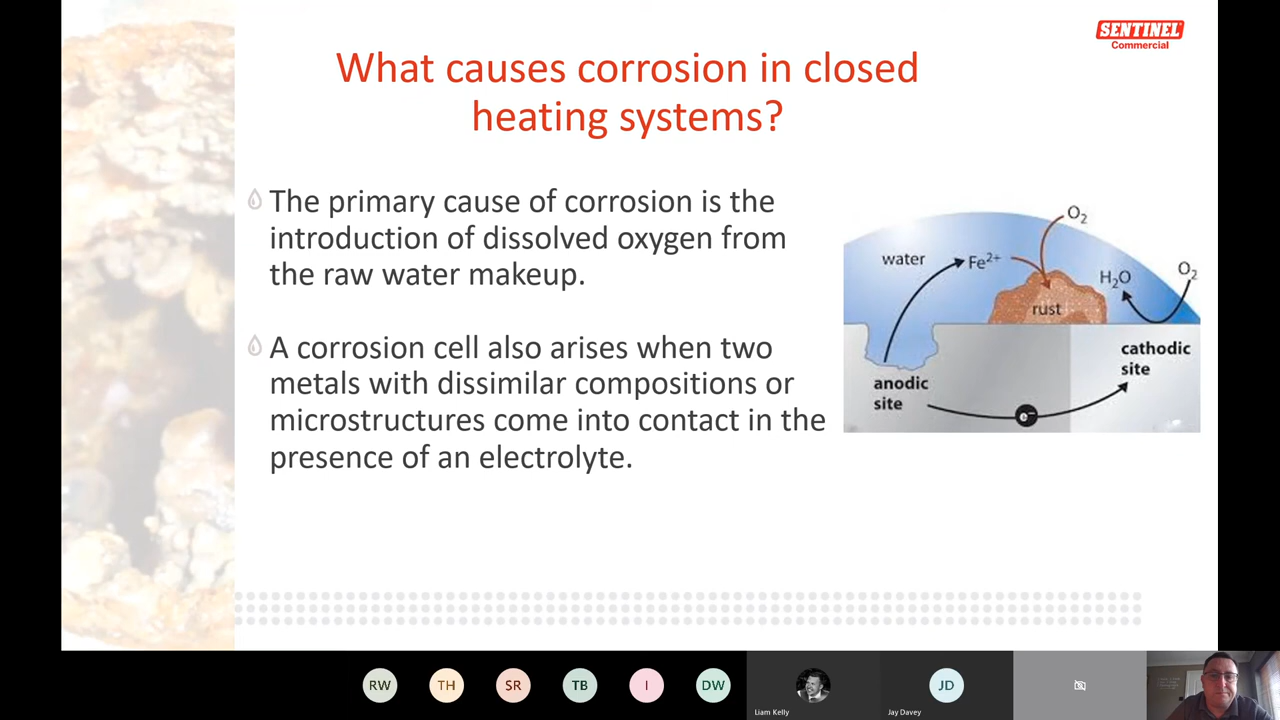 SENTINEL
Commercial
What causes corrosion in closed
heating systems?
The primary cause of corrosion is the
introduction of dissolved oxygen from
the raw water makeup.
A corrosion cell also arises when two
metals with dissimilar compositions or
microstructures come into contact in the
presence of an electrolyte.
O₂
water
Fe²⁺
H₂O
O₂
rust
cathodic
site
anodic
site
e⁻
RW
TH
SR
TB
I
DW
JD
Liam Kelly
Jay Davey